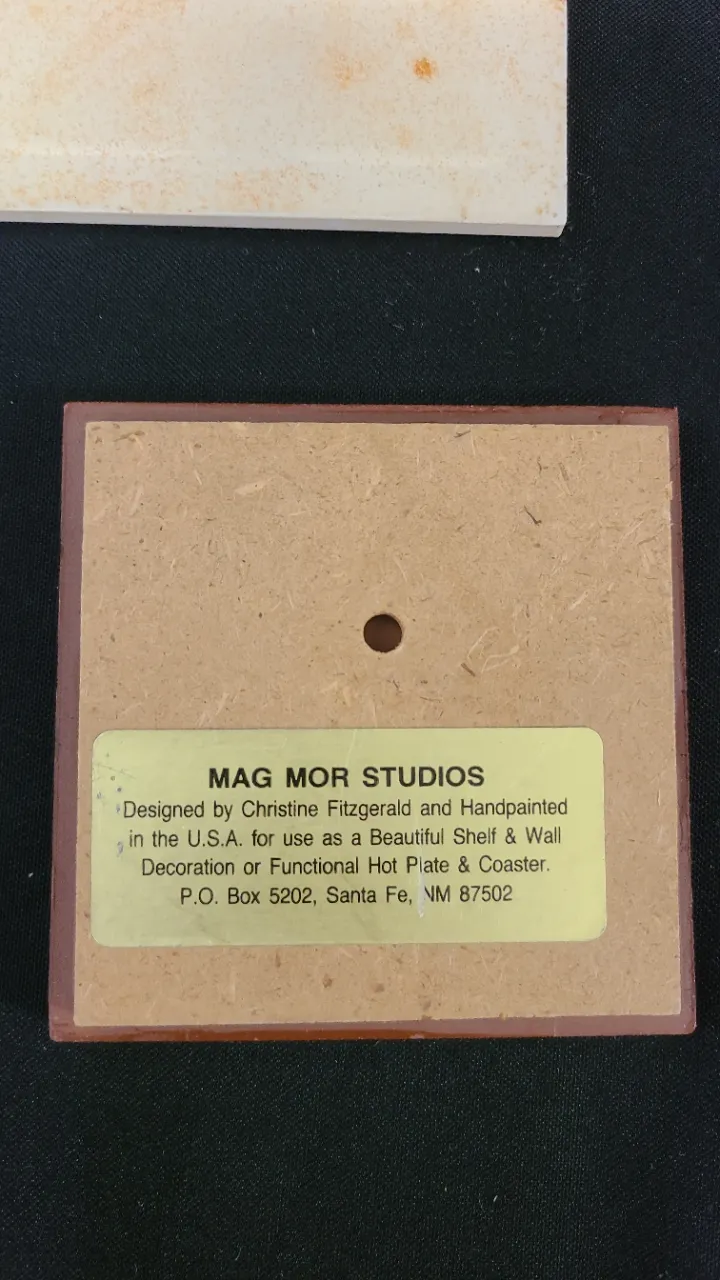 MAG MOR STUDIOS
Designed by Christine Fitzgerald and Handpainted
in the U.S.A. for use as a Beautiful Shelf & Wall
Decoration or Functional Hot Plate & Coaster.
P.O. Box 5202, Santa Fe, NM 87502